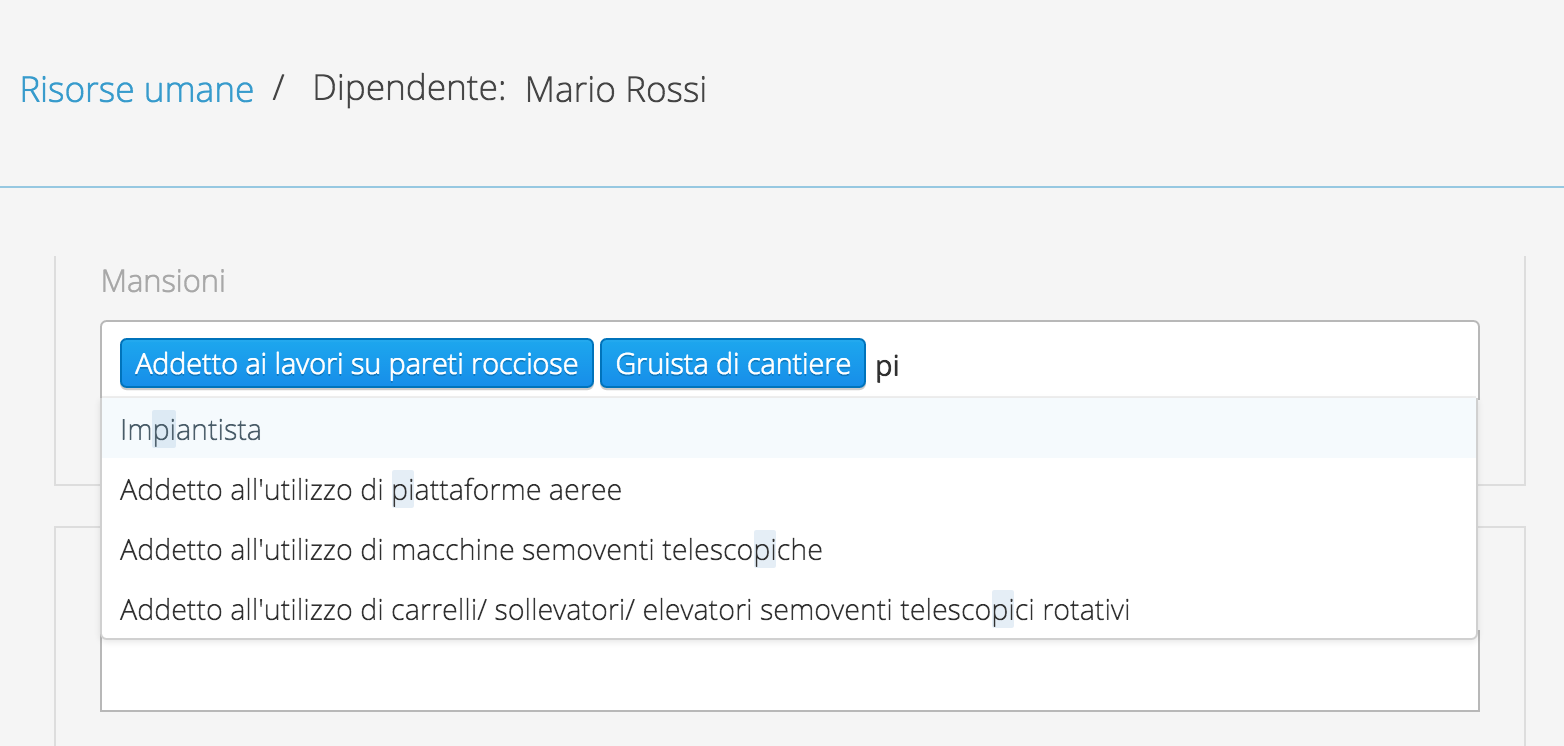 Risorse umane / Dipendente: Mario Rossi
Mansioni
Addetto ai lavori su pareti rocciose Gruista di cantiere pi
Impiantista
Addetto all'utilizzo di piattaforme aeree
Addetto all'utilizzo di macchine semoventi telescopiche
Addetto all'utilizzo di carrelli/ sollevatori/ elevatori semoventi telescopici rotativi